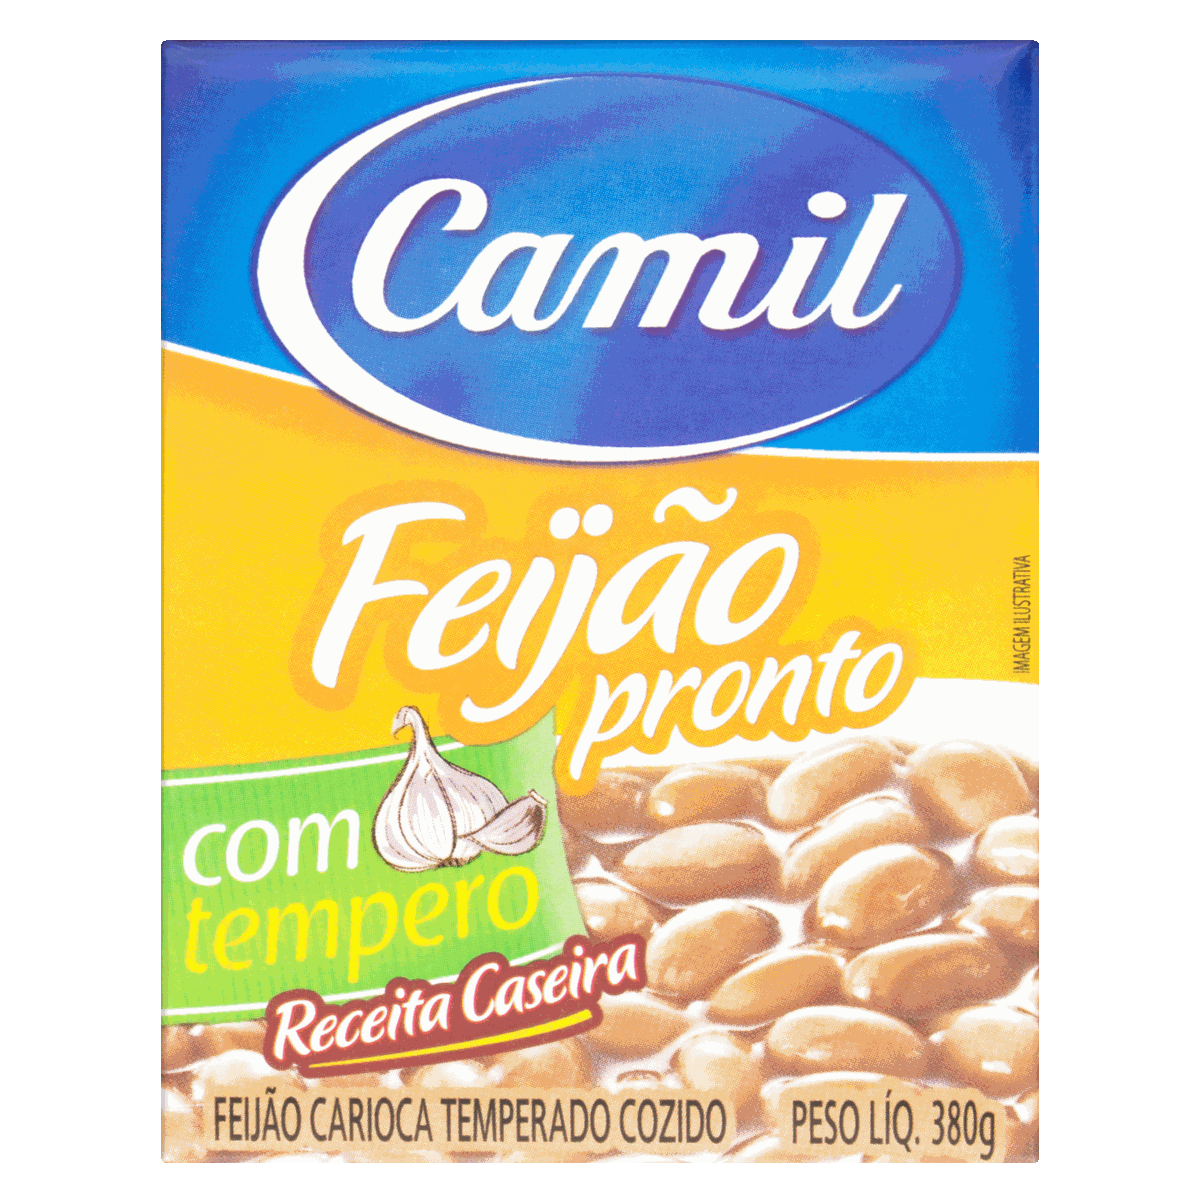 Camil
Feijão
pronto
IMAGEM ILUSTRATIVA
com
tempero
Receita Caseira
FEIJÃO CARIOCA TEMPERADO COZIDO PESO LÍQ. 380g